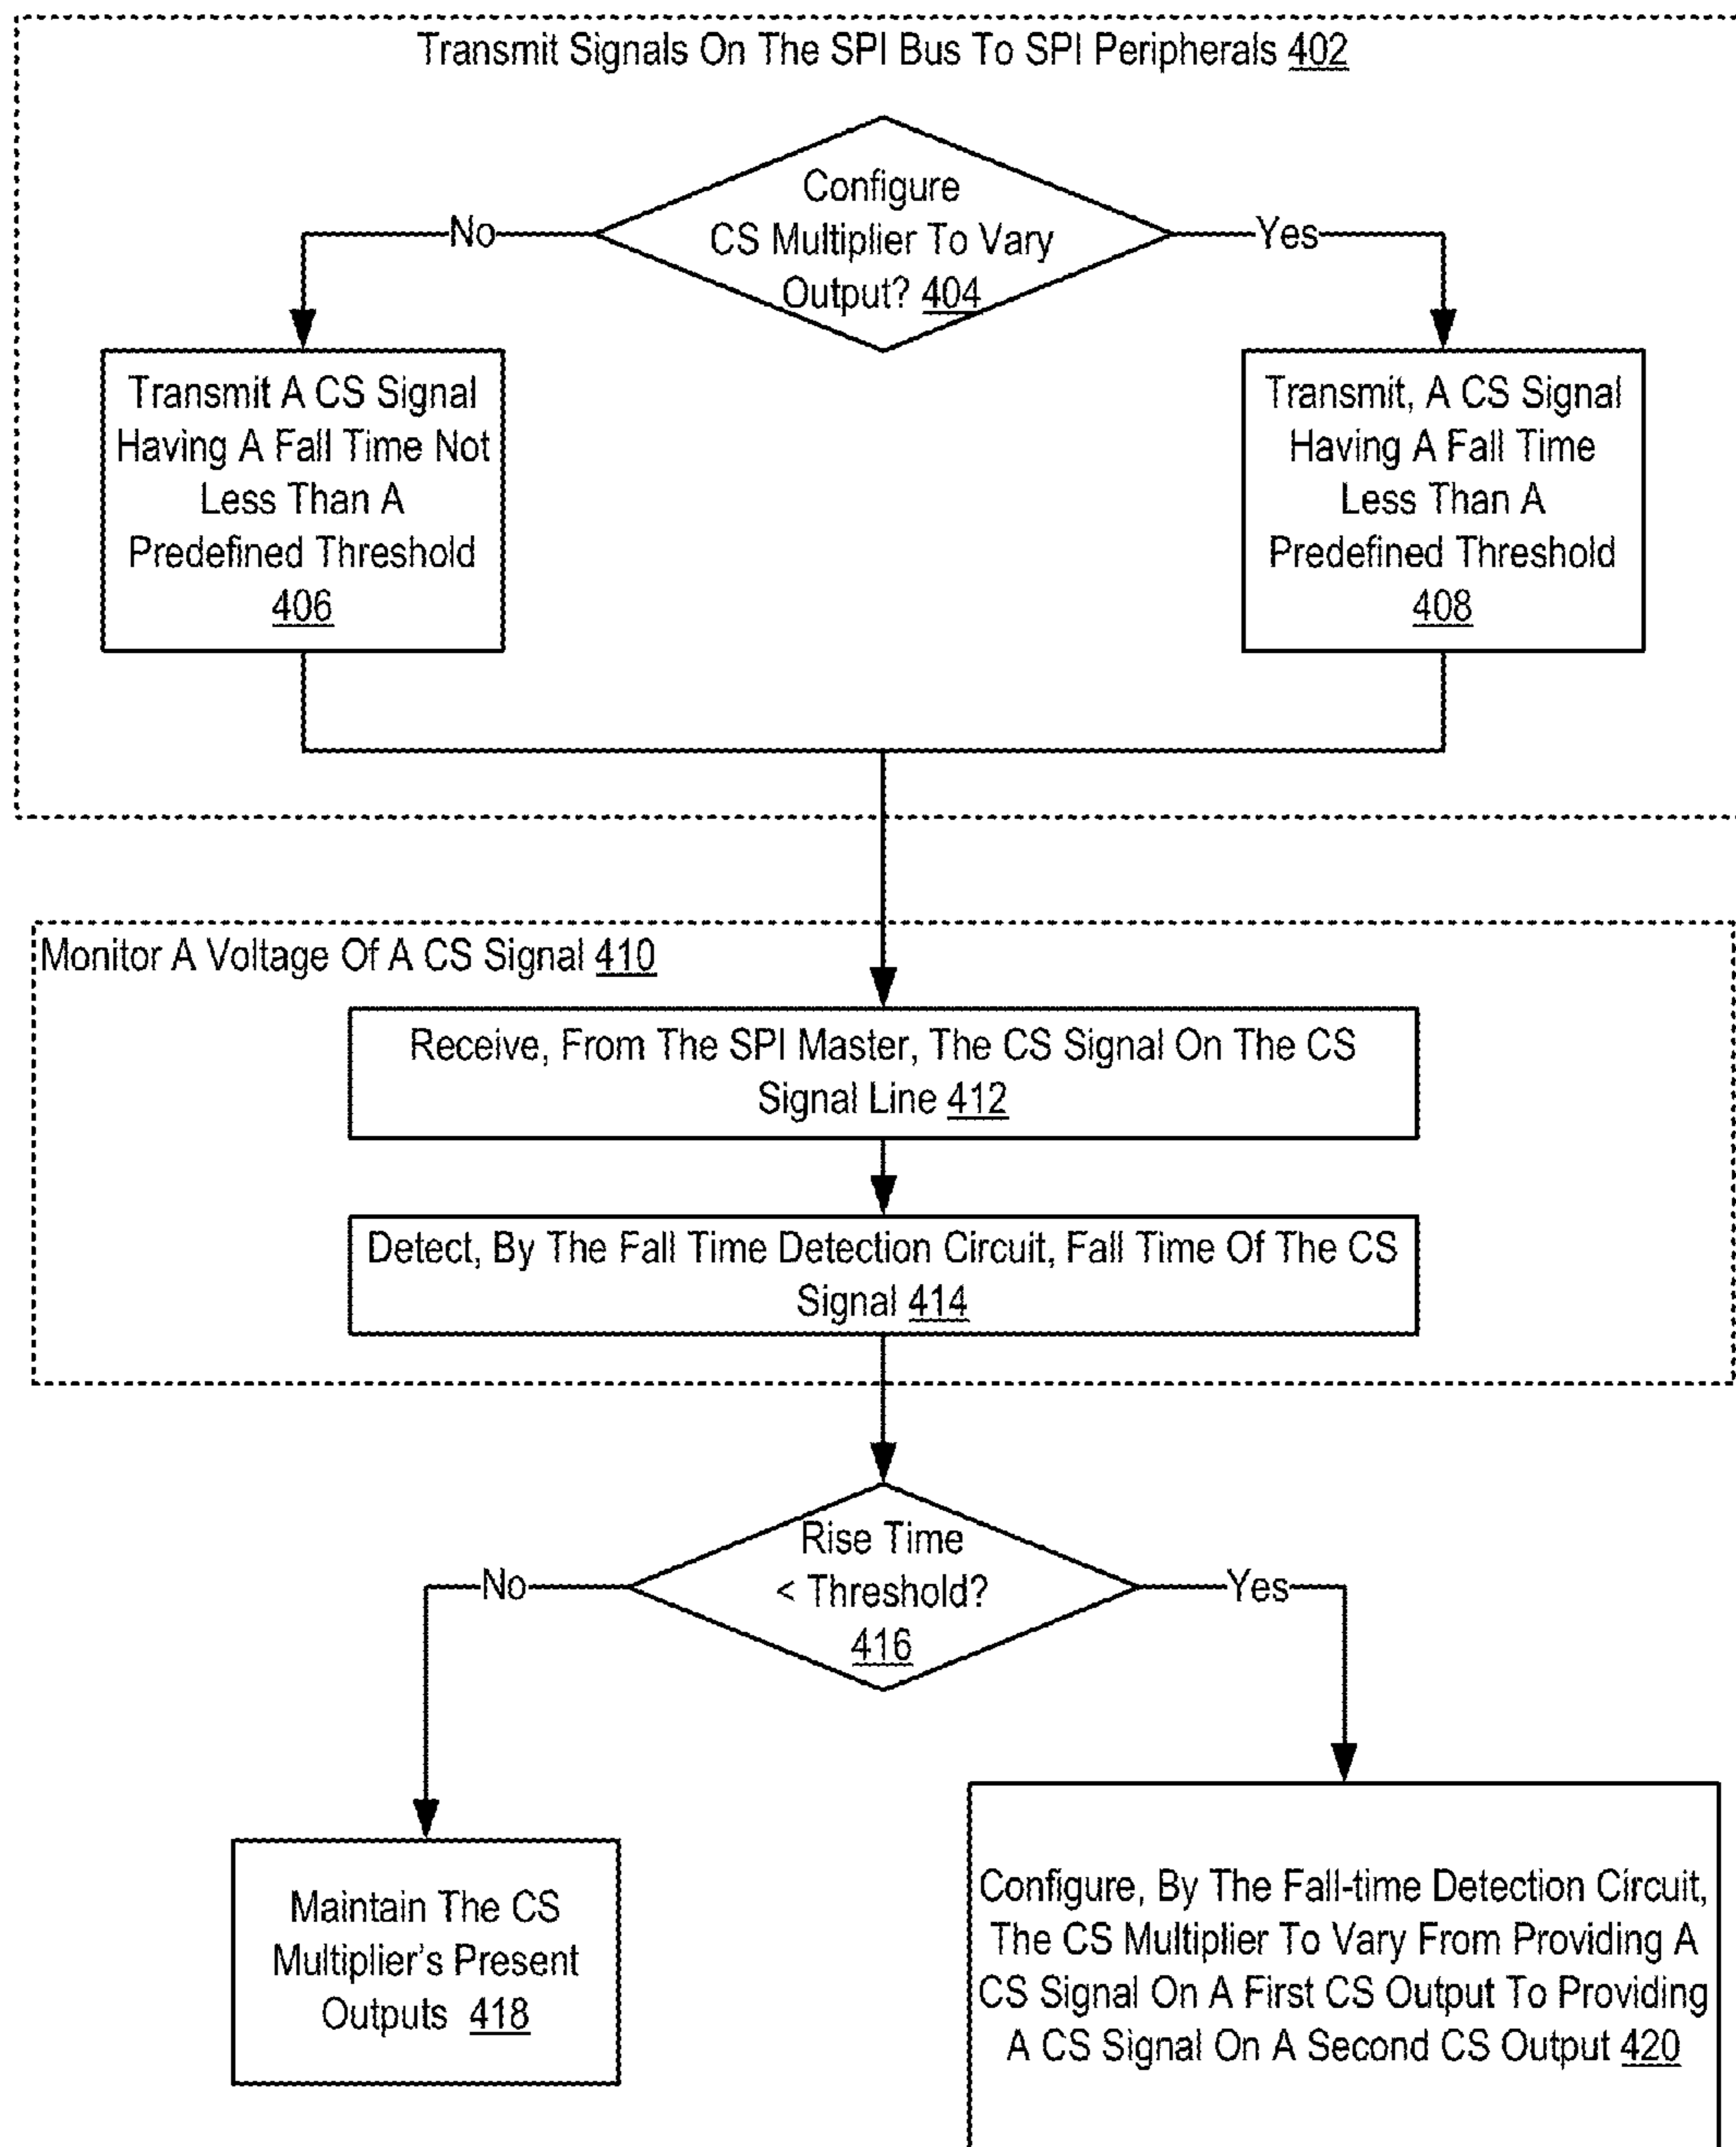 Transmit Signals On The SPI Bus To SPI Peripherals 402
Configure
CS Multiplier To Vary
Output? 404
No
Yes
Transmit A CS Signal
Having A Fall Time Not
Less Than A
Predefined Threshold
406
Transmit, A CS Signal
Having A Fall Time
Less Than A
Predefined Threshold
408
Monitor A Voltage Of A CS Signal 410
Receive, From The SPI Master, The CS Signal On The CS
Signal Line 412
Detect, By The Fall Time Detection Circuit, Fall Time Of The CS
Signal 414
Rise Time
< Threshold?
416
No
Yes
Maintain The CS
Multiplier's Present
Outputs 418
Configure, By The Fall-time Detection Circuit,
The CS Multiplier To Vary From Providing A
CS Signal On A First CS Output To Providing
A CS Signal On A Second CS Output 420